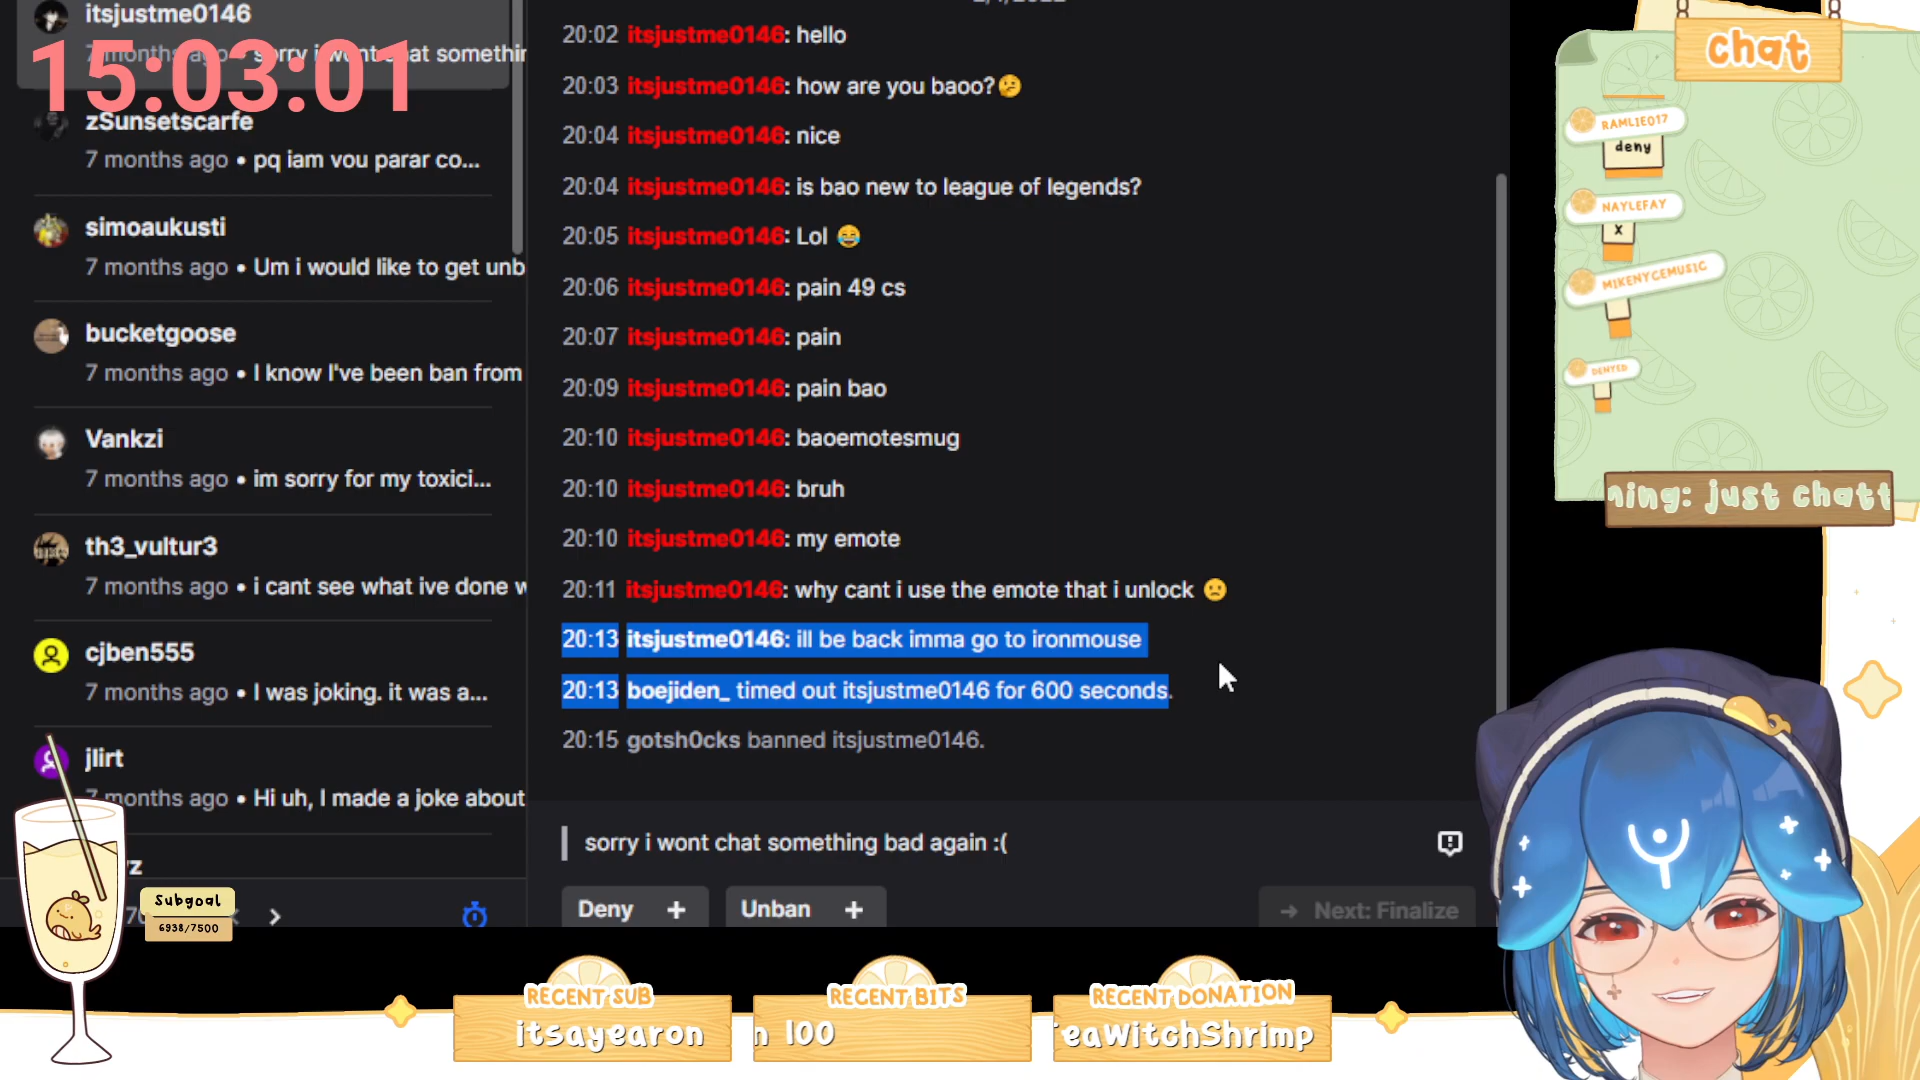 itsjustme0146
7 months ago • sorry i wont chat somethin
15:03:01
zSunsetscarfe
7 months ago • pq iam vou parar co...
simoaukusti
7 months ago • Um i would like to get unb
bucketgoose
7 months ago • I know I've been ban from
Vankzi
7 months ago • im sorry for my toxici...
th3_vultur3
7 months ago • i cant see what ive done w
cjben555
7 months ago • I was joking. it was a...
jlirt
7 months ago • Hi uh, I made a joke about
Subgoal
6938/7500
20:02 itsjustme0146: hello
20:03 itsjustme0146: how are you baoo?🤔
20:04 itsjustme0146: nice
20:04 itsjustme0146: is bao new to league of legends?
20:05 itsjustme0146: Lol 😂
20:06 itsjustme0146: pain 49 cs
20:07 itsjustme0146: pain
20:09 itsjustme0146: pain bao
20:10 itsjustme0146: baoemotesmug
20:10 itsjustme0146: bruh
20:10 itsjustme0146: my emote
20:11 itsjustme0146: why cant i use the emote that i unlock 🙁
20:13 itsjustme0146: ill be back imma go to ironmouse
20:13 boejiden_ timed out itsjustme0146 for 600 seconds.
20:15 gotsh0cks banned itsjustme0146.
sorry i wont chat something bad again :(
Deny +
Unban +
→ Next: Finalize
chat
RAMLIE017
deny
NAYLEFAY
x
MIKENYCEMUSIC
DENYED
ning: just chatt
RECENT SUB
itsayearon
RECENT BITS
n 100
RECENT DONATION
eaWitchShrimp